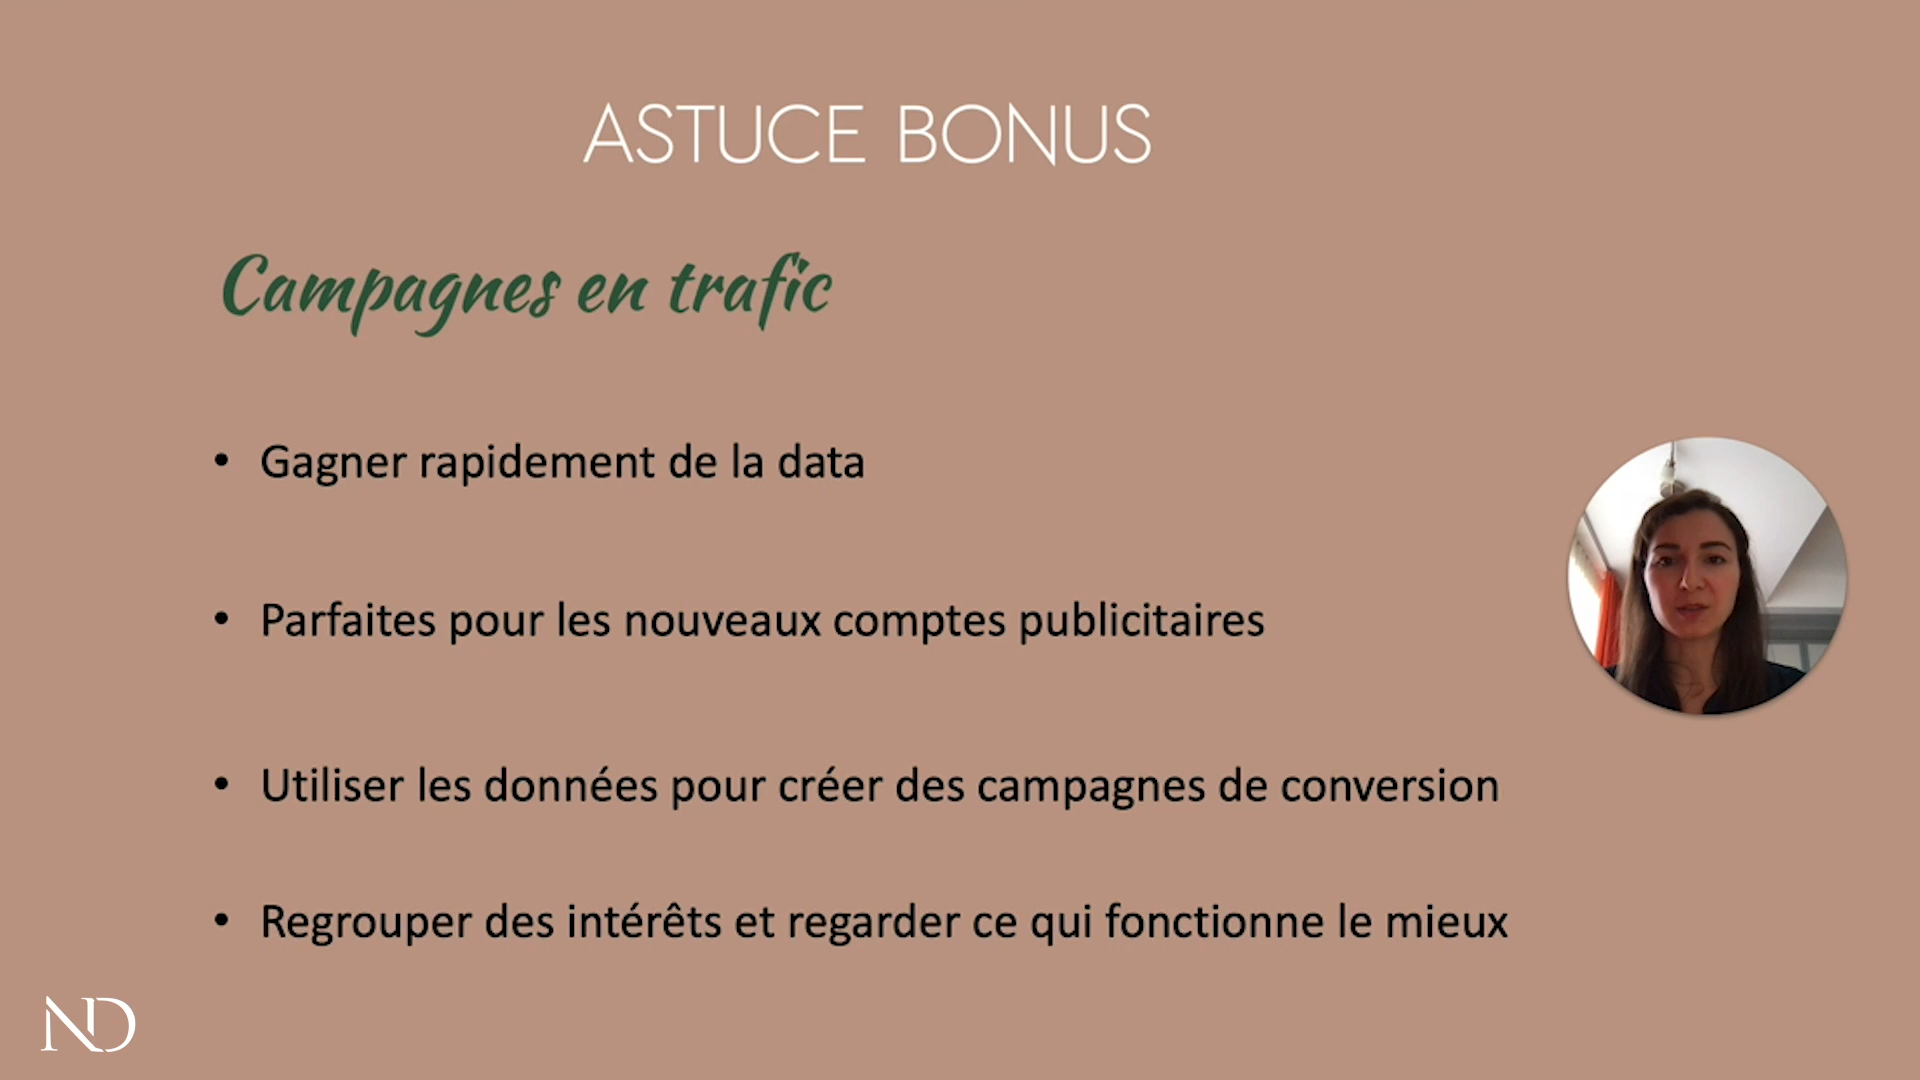 ASTUCE BONUS
Campagnes en trafic
• Gagner rapidement de la data
• Parfaites pour les nouveaux comptes publicitaires
• Utiliser les données pour créer des campagnes de conversion
• Regrouper des intérêts et regarder ce qui fonctionne le mieux
ND